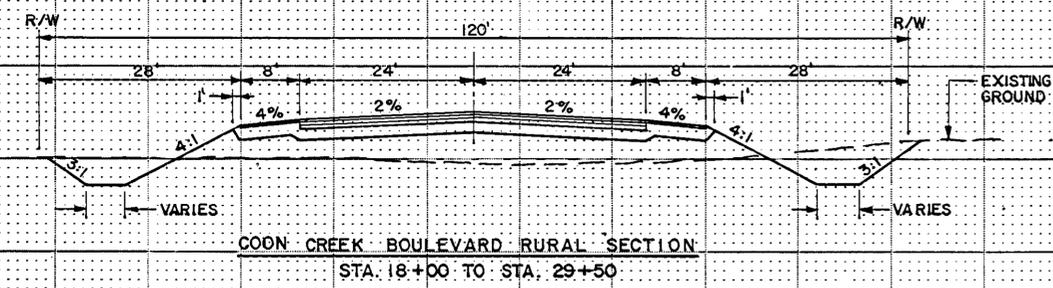 R/W R/W
120'
28' 8' 24' 24' 8' 28'
1' 4% 2% 2% 4% 1' EXISTING
GROUND
4:1 4:1
3:1 3:1
VARIES VARIES
COON CREEK BOULEVARD RURAL SECTION
STA. 18+00 TO STA. 29+50